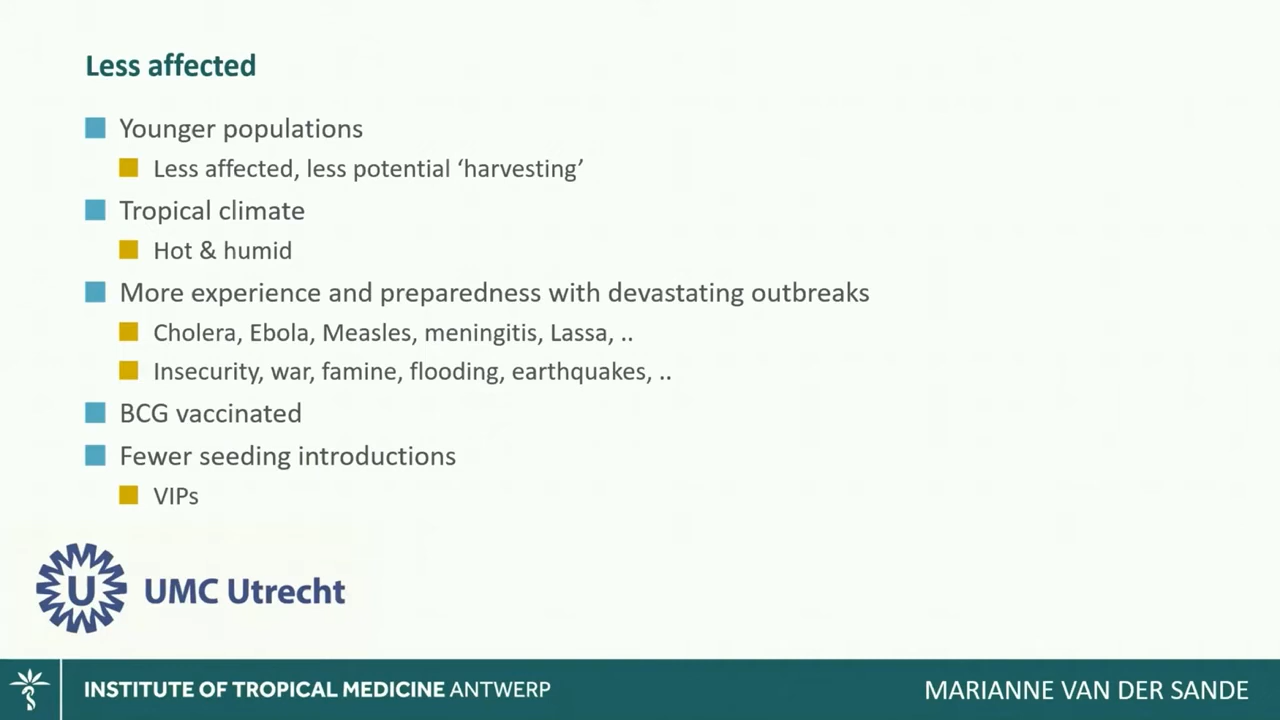 Less affected
Younger populations
Less affected, less potential ‘harvesting’
Tropical climate
Hot & humid
More experience and preparedness with devastating outbreaks
Cholera, Ebola, Measles, meningitis, Lassa, ..
Insecurity, war, famine, flooding, earthquakes, ..
BCG vaccinated
Fewer seeding introductions
VIPs
U UMC Utrecht
INSTITUTE OF TROPICAL MEDICINE ANTWERP
MARIANNE VAN DER SANDE